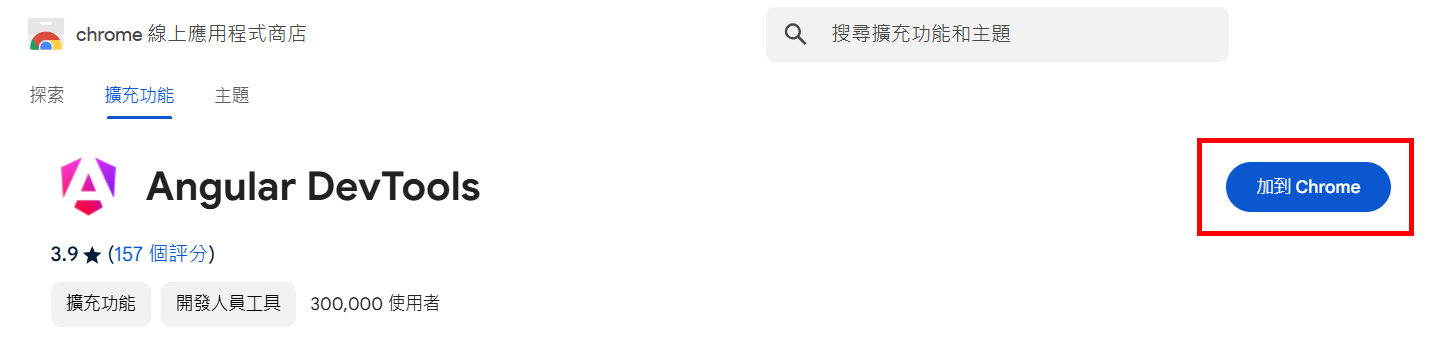 chrome 線上應用程式商店
搜尋擴充功能和主題
探索 擴充功能 主題
Angular DevTools
加到 Chrome
3.9 ★ (157 個評分)
擴充功能 開發人員工具 300,000 使用者